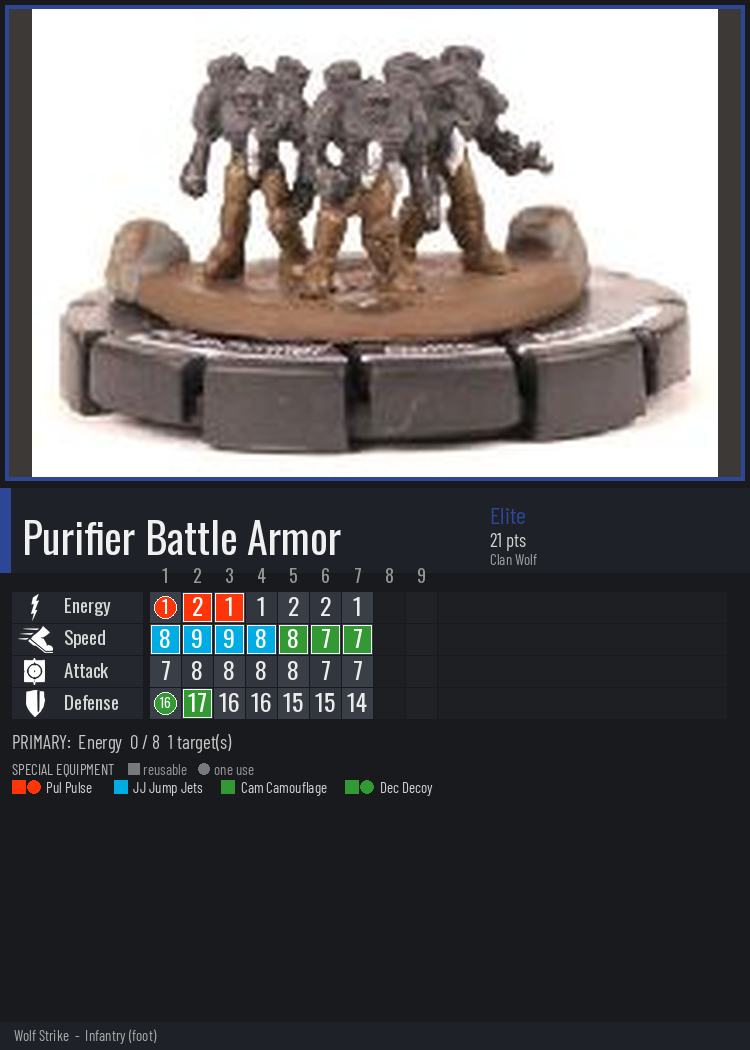 Purifier Battle Armor
Elite
21 pts
Clan Wolf
1 2 3 4 5 6 7 8 9
Energy 1 2 1 1 2 2 1
Speed 8 9 9 8 8 7 7
Attack 7 8 8 8 8 7 7
Defense 16 17 16 16 15 15 14
PRIMARY: Energy 0 / 8 1 target(s)
SPECIAL EQUIPMENT reusable one use
Pul Pulse JJ Jump Jets Cam Camouflage Dec Decoy
Wolf Strike - Infantry (foot)